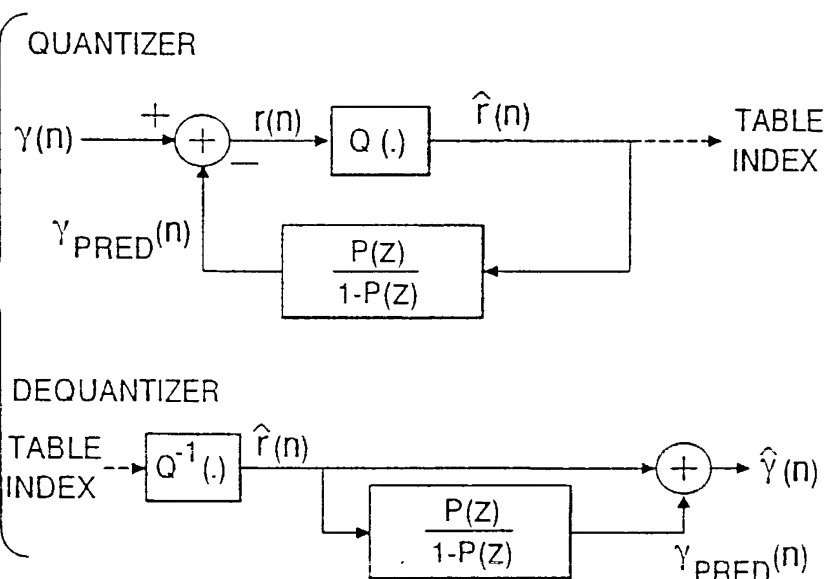 QUANTIZER
γ(n)
+
+
−
r(n)
Q (.)
r̂(n)
TABLE
INDEX
γPRED(n)
P(Z)
1-P(Z)
DEQUANTIZER
TABLE
INDEX
Q-1 (.)
r̂(n)
+
γ̂(n)
P(Z)
1-P(Z)
γPRED(n)